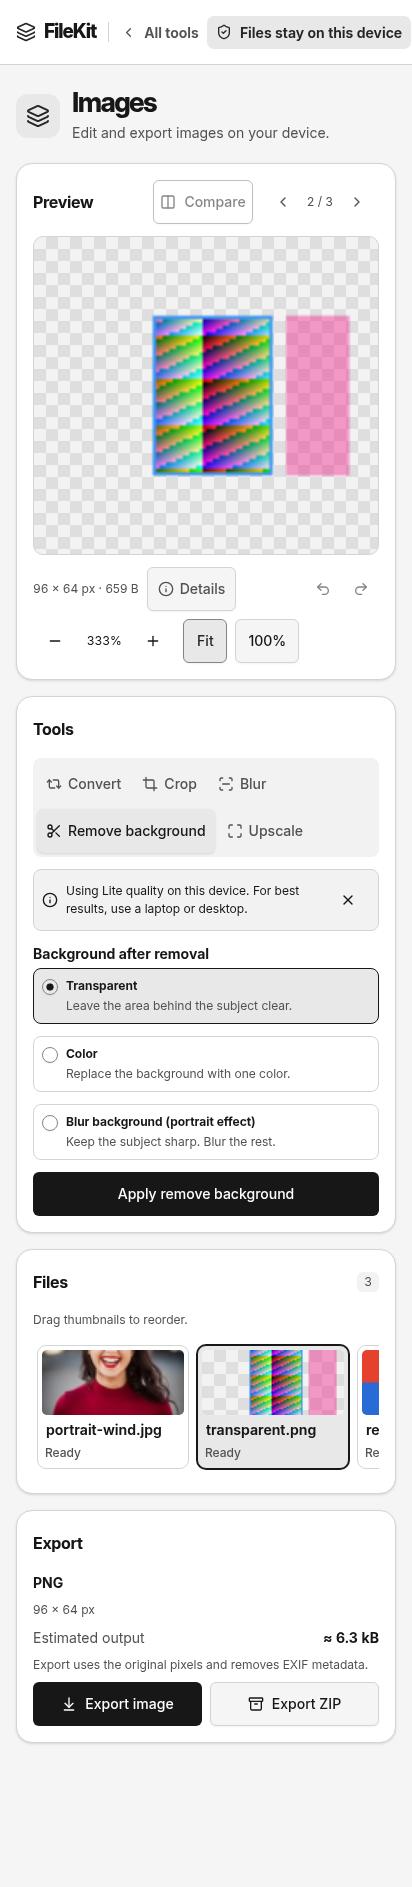 FileKit
All tools
Files stay on this device
Images
Edit and export images on your device.
Preview
Compare
2 / 3
96 × 64 px · 659 B
Details
333%
Fit
100%
Tools
Convert
Crop
Blur
Remove background
Upscale
Using Lite quality on this device. For best
results, use a laptop or desktop.
Background after removal
Transparent
Leave the area behind the subject clear.
Color
Replace the background with one color.
Blur background (portrait effect)
Keep the subject sharp. Blur the rest.
Apply remove background
Files
3
Drag thumbnails to reorder.
portrait-wind.jpg
Ready
transparent.png
Ready
re
Re
Export
PNG
96 × 64 px
Estimated output
≈ 6.3 kB
Export uses the original pixels and removes EXIF metadata.
Export image
Export ZIP